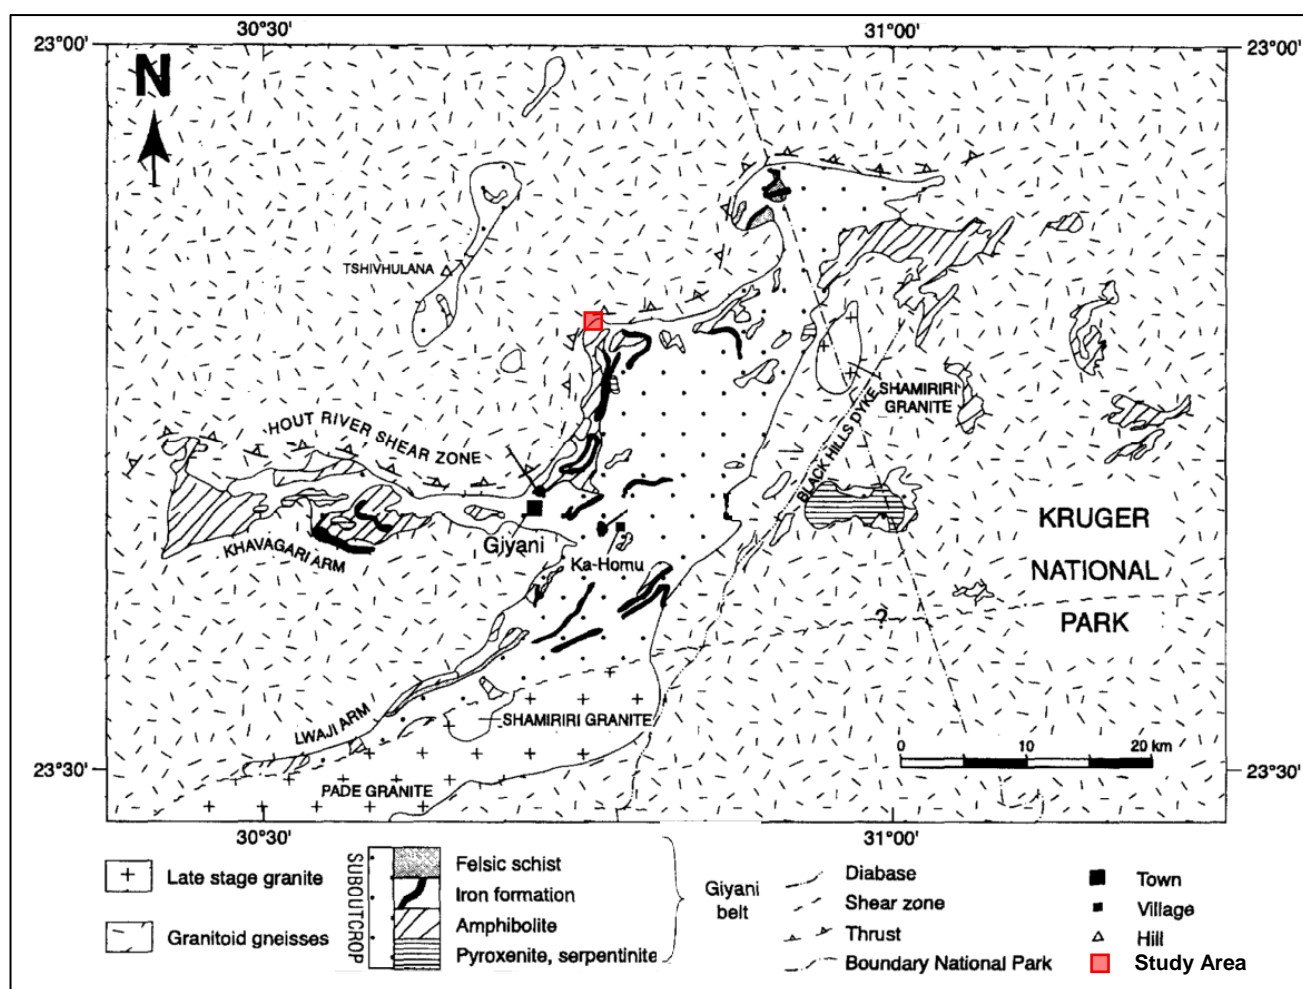 30°30' 31°00'
23°00' 23°00'
N
TSHIVHULANA
SHAMIRIRI
GRANITE
HOUT RIVER SHEAR ZONE
BLACK HILLS DYKE
KHAVAGARI ARM
Giyani
Ka-Homu
KRUGER
NATIONAL
PARK
?
LWAJI ARM
SHAMIRIRI GRANITE
0 10 20 km
23°30' 23°30'
PADE GRANITE
30°30' 31°00'
Late stage granite
Granitoid gneisses
SUBOUTCROP
Felsic schist
Iron formation
Amphibolite
Pyroxenite, serpentinite
Giyani
belt
Diabase
Shear zone
Thrust
Boundary National Park
Town
Village
Hill
Study Area